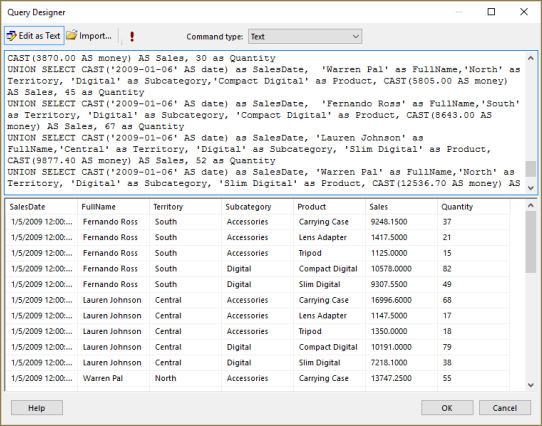 Query Designer
Edit as Text Import... ! Command type: Text
CAST(3870.00 AS money) AS Sales, 30 as Quantity
UNION SELECT CAST('2009-01-06' AS date) as SalesDate,  'Warren Pal' as FullName,'North' as
Territory, 'Digital' as Subcategory,'Compact Digital' as Product, CAST(5805.00 AS money)
AS Sales, 45 as Quantity
UNION SELECT CAST('2009-01-06' AS date) as SalesDate,  'Fernando Ross' as FullName,'South'
as Territory, 'Digital' as Subcategory, 'Compact Digital' as Product, CAST(8643.00 AS
money) AS Sales, 67 as Quantity
UNION SELECT CAST('2009-01-06' AS date) as SalesDate, 'Lauren Johnson' as
FullName,'Central' as Territory, 'Digital' as Subcategory, 'Slim Digital' as Product,
CAST(9877.40 AS money) AS Sales, 52 as Quantity
UNION SELECT CAST('2009-01-06' AS date) as SalesDate, 'Warren Pal' as FullName,'North' as
Territory, 'Digital' as Subcategory, 'Slim Digital' as Product, CAST(12536.70 AS money) AS
SalesDate FullName Territory Subcategory Product Sales Quantity
1/5/2009 12:00:... Fernando Ross South Accessories Carrying Case 9248.1500 37
1/5/2009 12:00:... Fernando Ross South Accessories Lens Adapter 1417.5000 21
1/5/2009 12:00:... Fernando Ross South Accessories Tripod 1125.0000 15
1/5/2009 12:00:... Fernando Ross South Digital Compact Digital 10578.0000 82
1/5/2009 12:00:... Fernando Ross South Digital Slim Digital 9307.5500 49
1/5/2009 12:00:... Lauren Johnson Central Accessories Carrying Case 16996.6000 68
1/5/2009 12:00:... Lauren Johnson Central Accessories Lens Adapter 1147.5000 17
1/5/2009 12:00:... Lauren Johnson Central Accessories Tripod 1350.0000 18
1/5/2009 12:00:... Lauren Johnson Central Digital Compact Digital 10191.0000 79
1/5/2009 12:00:... Lauren Johnson Central Digital Slim Digital 7218.1000 38
1/5/2009 12:00:... Warren Pal North Accessories Carrying Case 13747.2500 55
Help OK Cancel